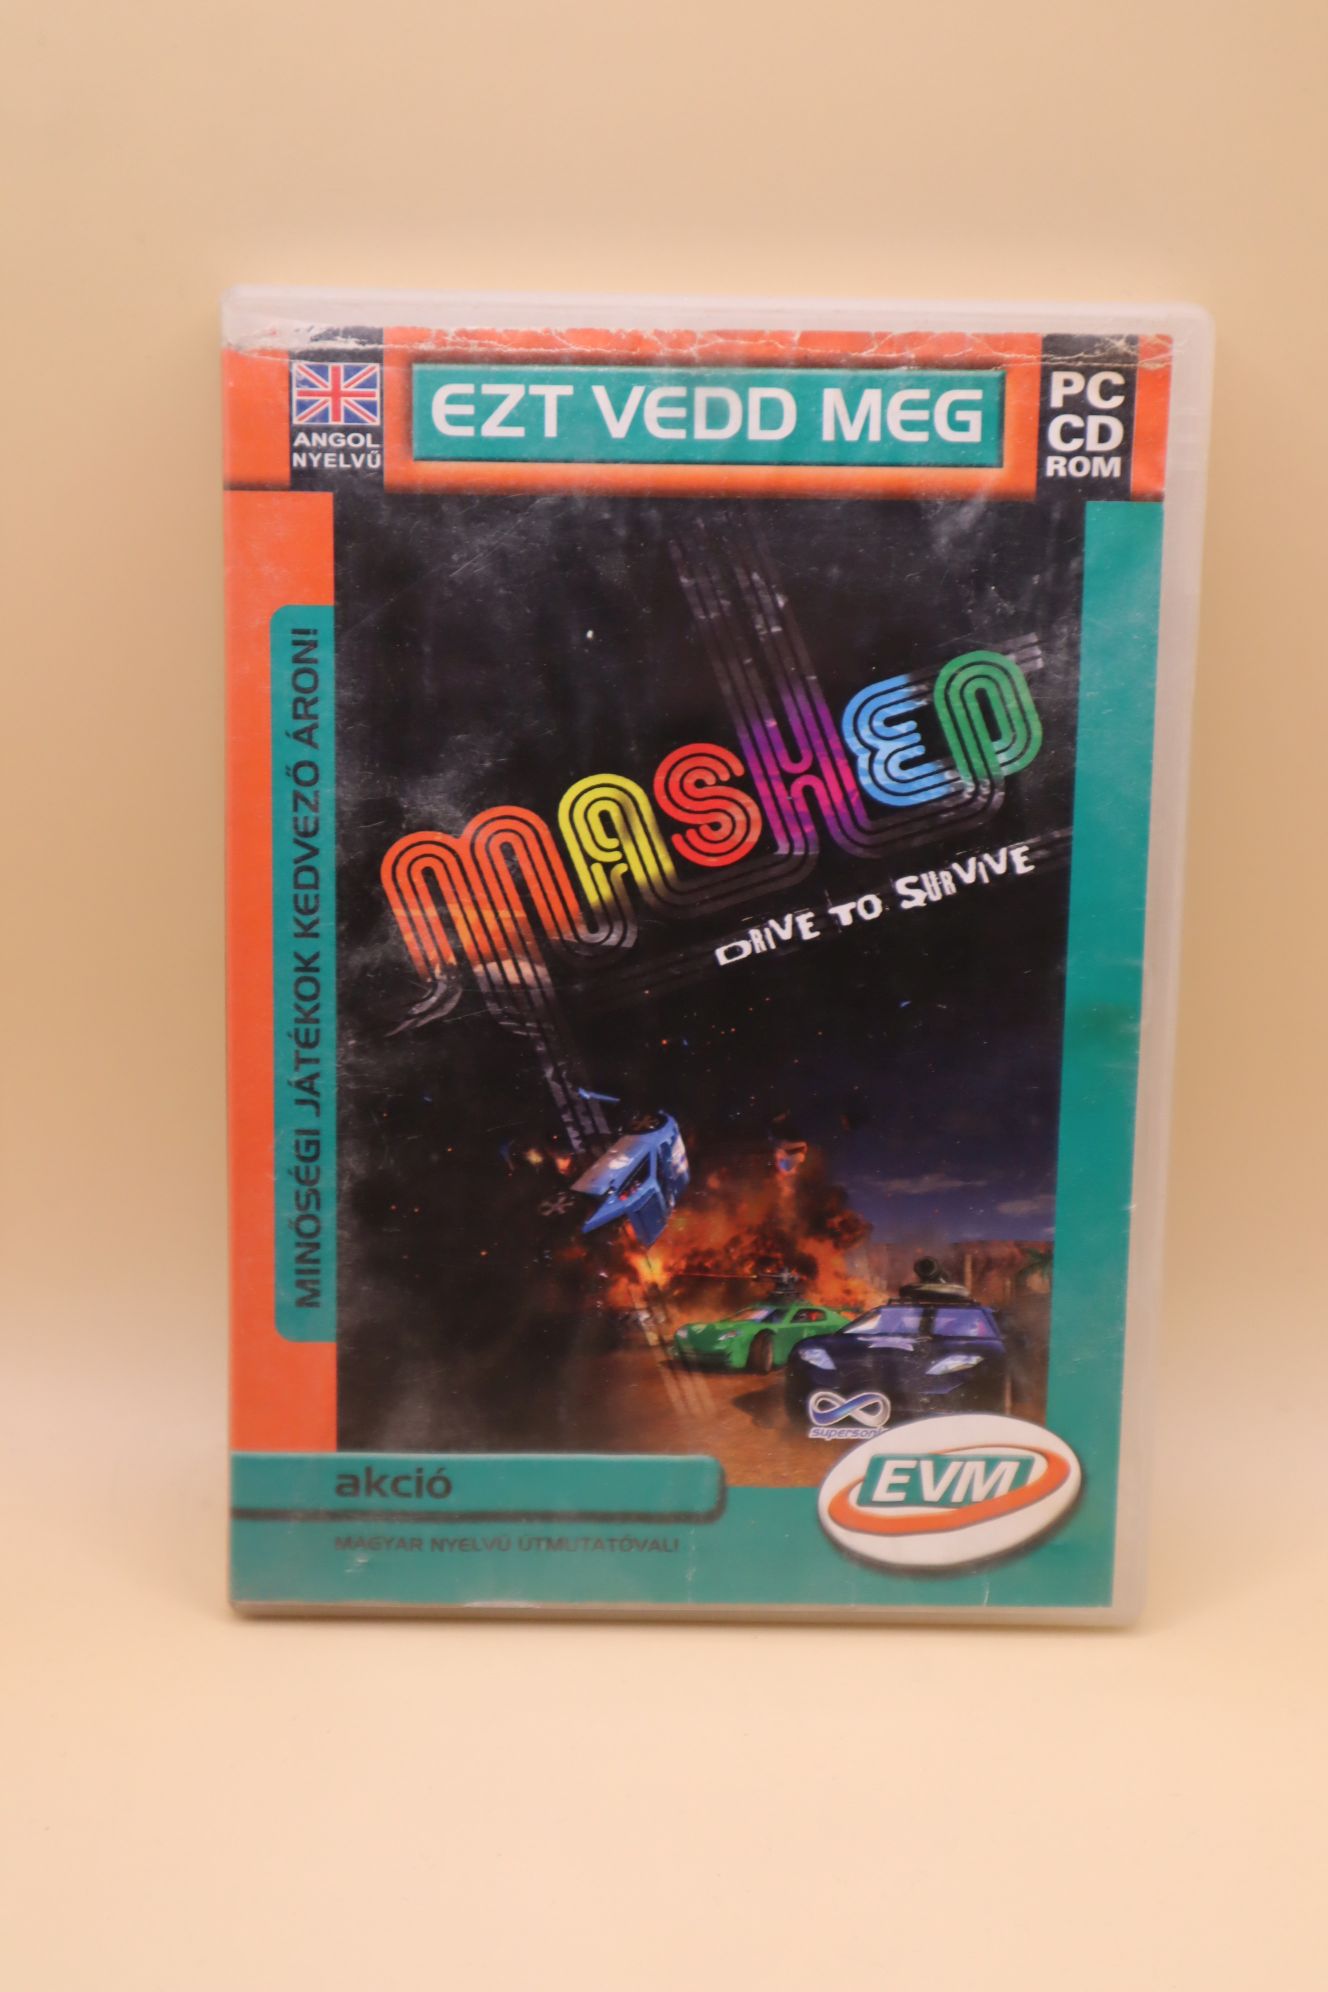 ANGOL
NYELVŰ
EZT VEDD MEG
PC
CD
ROM
MINŐSÉGI JÁTÉKOK KEDVEZŐ ÁRON!
MASHED
DRIVE TO SURVIVE
supersonic
EVM
akció
MAGYAR NYELVŰ ÚTMUTATÓVAL!